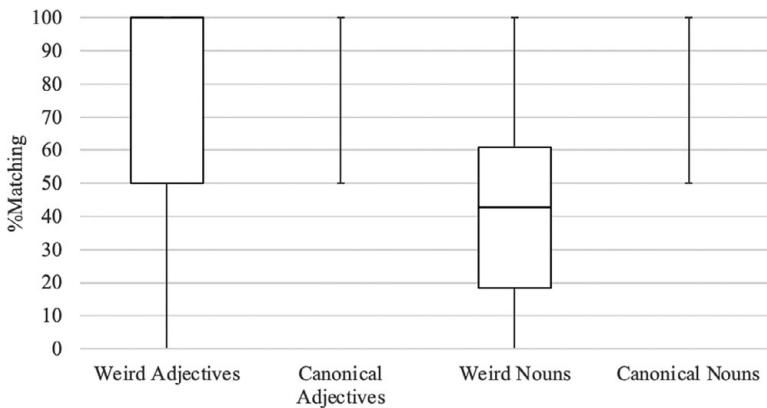 100
90
80
70
60
50
40
30
20
10
0
%Matching
Weird Adjectives
Canonical
Adjectives
Weird Nouns
Canonical Nouns